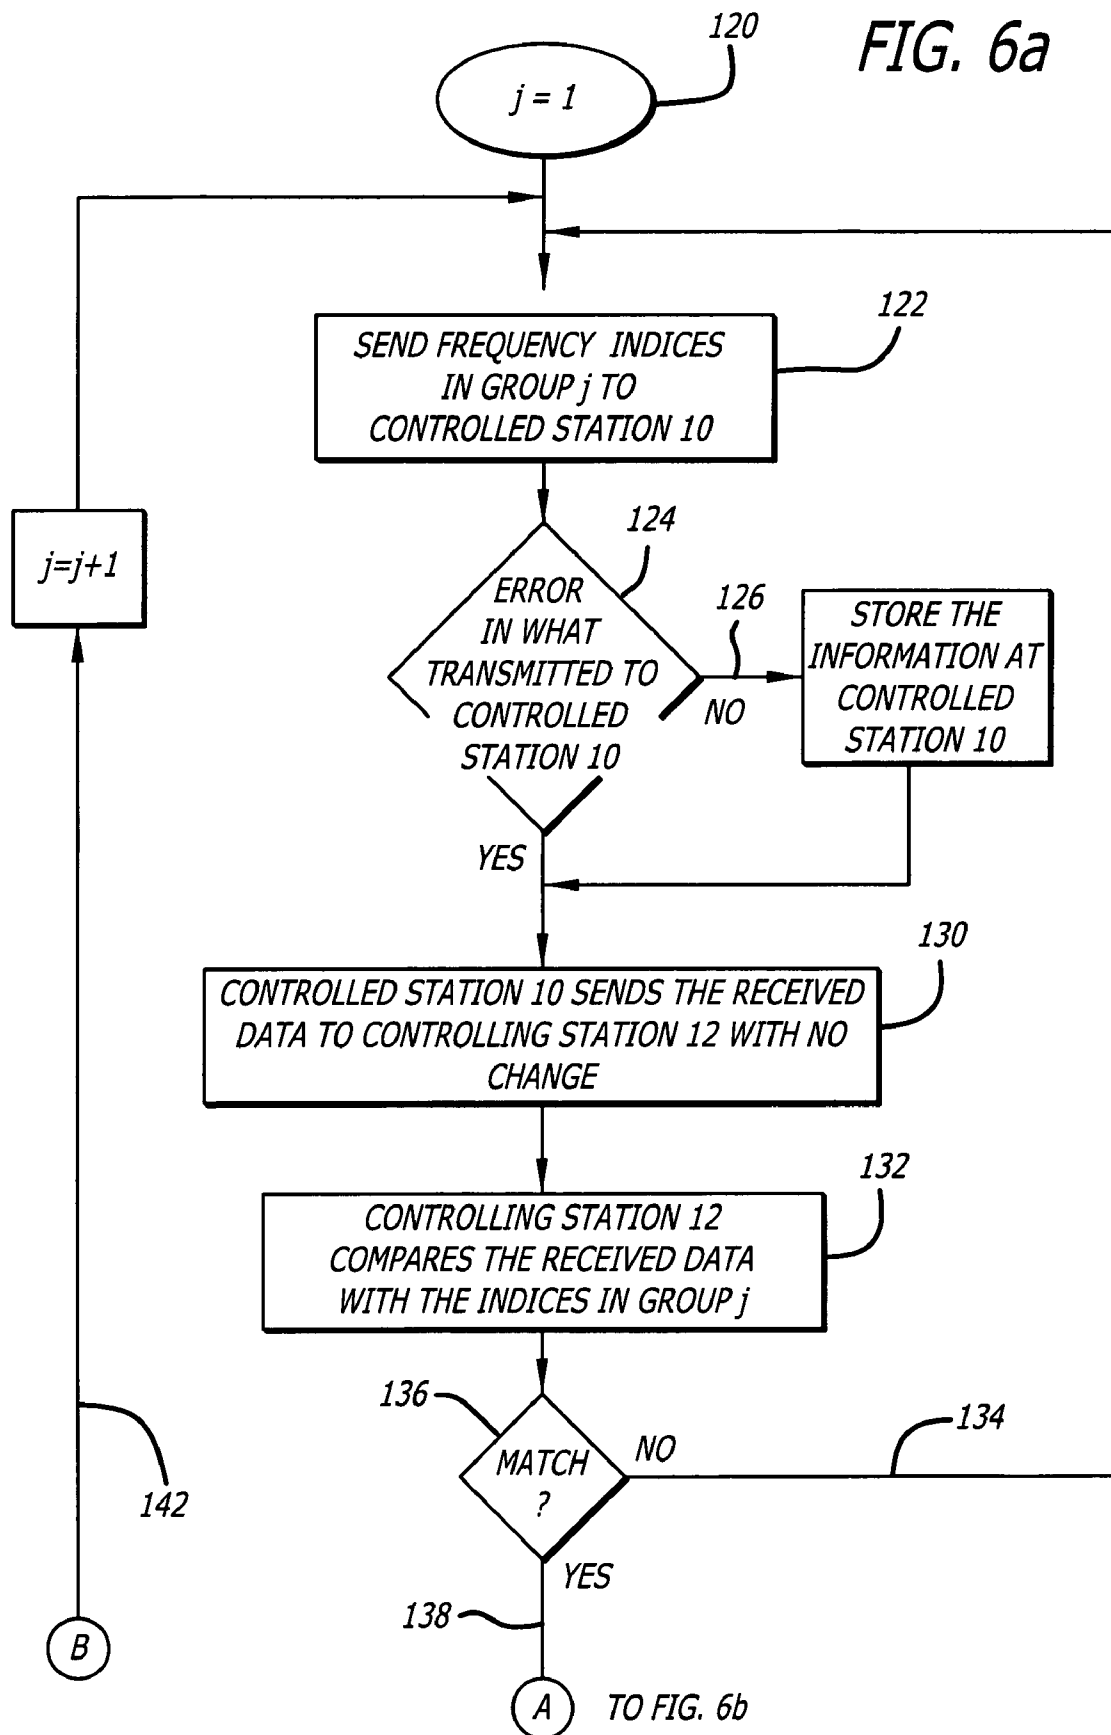 FIG. 6a
120
j = 1
122
SEND FREQUENCY INDICES
IN GROUP j TO
CONTROLLED STATION 10
j=j+1
124
ERROR
IN WHAT
TRANSMITTED TO
CONTROLLED
STATION 10
126
NO
STORE THE
INFORMATION AT
CONTROLLED
STATION 10
YES
130
CONTROLLED STATION 10 SENDS THE RECEIVED
DATA TO CONTROLLING STATION 12 WITH NO
CHANGE
132
CONTROLLING STATION 12
COMPARES THE RECEIVED DATA
WITH THE INDICES IN GROUP j
136
MATCH
?
NO
134
142
YES
138
B
A
TO FIG. 6b